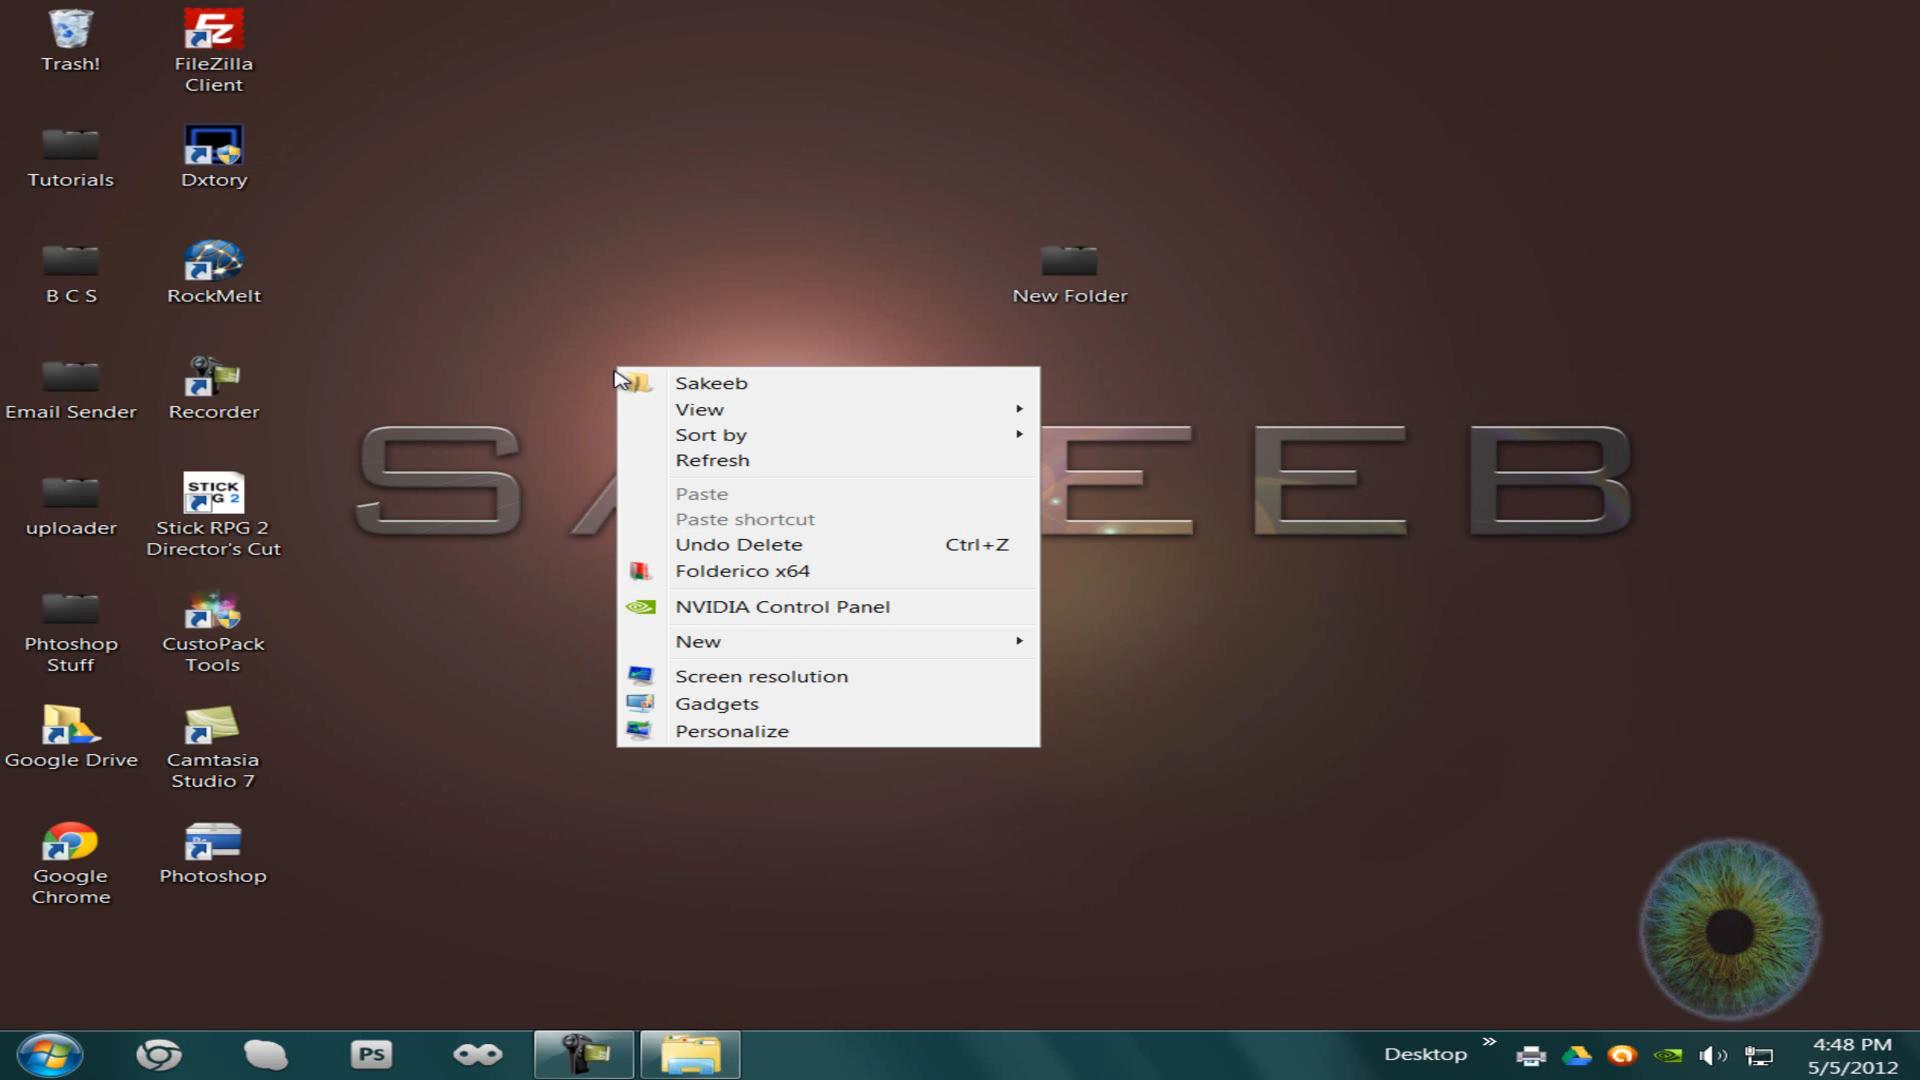 Trash!
FileZilla
Client
Tutorials
Dxtory
B C S
RockMelt
New Folder
Email Sender
Recorder
STICK
G 2
uploader
Stick RPG 2
Director's Cut
Phtoshop
Stuff
CustoPack
Tools
Google Drive
Camtasia
Studio 7
Google
Chrome
Photoshop
S
EEB
Sakeeb
View
Sort by
Refresh
Paste
Paste shortcut
Undo Delete Ctrl+Z
Folderico x64
NVIDIA Control Panel
New
Screen resolution
Gadgets
Personalize
PS
Desktop
4:48 PM
5/5/2012